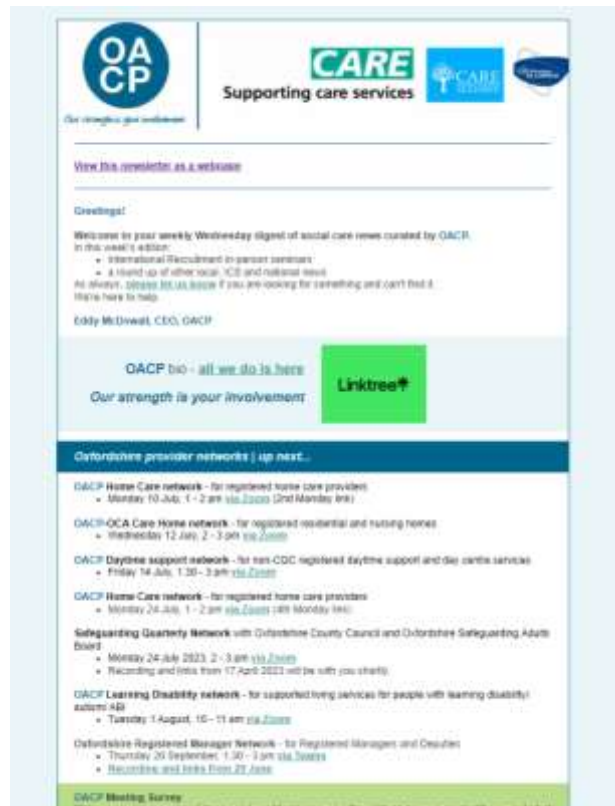 OA
CP
Our strength is your involvement
CARE
Supporting care services
CARE
View this newsletter as a webpage
Greetings!
Welcome to your weekly Wednesday digest of social care news curated by OACP.
In this week's edition:
• International Recruitment in-person seminars
• a round up of other local, ICS and national news
As always, please let us know if you are looking for something and can't find it.
We're here to help.
Eddy McDowall, CEO, OACP
OACP bio - all we do is here
Our strength is your involvement
Linktree
Oxfordshire provider networks | up next...
OACP Home Care network - for registered home care providers
• Monday 10 July, 1 - 2 pm via Zoom (2nd Monday link)
OACP-OCA Care Home network - for registered residential and nursing homes
• Wednesday 12 July, 2 - 3 pm via Zoom
OACP Daytime support network - for non-CQC registered daytime support and day centre services
• Friday 14 July, 1.30 - 3 pm via Zoom
OACP Home Care network - for registered home care providers
• Monday 24 July, 1 - 2 pm via Zoom (4th Monday link)
Safeguarding Quarterly Network with Oxfordshire County Council and Oxfordshire Safeguarding Adults
Board
• Monday 24 July 2023, 2 - 3 pm via Zoom
• Recording and links from 17 April 2023 will be with you shortly
OACP Learning Disability network - for supported living services for people with learning disability/
autism/ ABI
• Tuesday 1 August, 10 - 11 am via Zoom
Oxfordshire Registered Manager Network - for Registered Managers and Deputies
• Thursday 20 September, 1.30 - 3 pm via Teams
• Recording and links from 20 June
OACP Meeting Survey